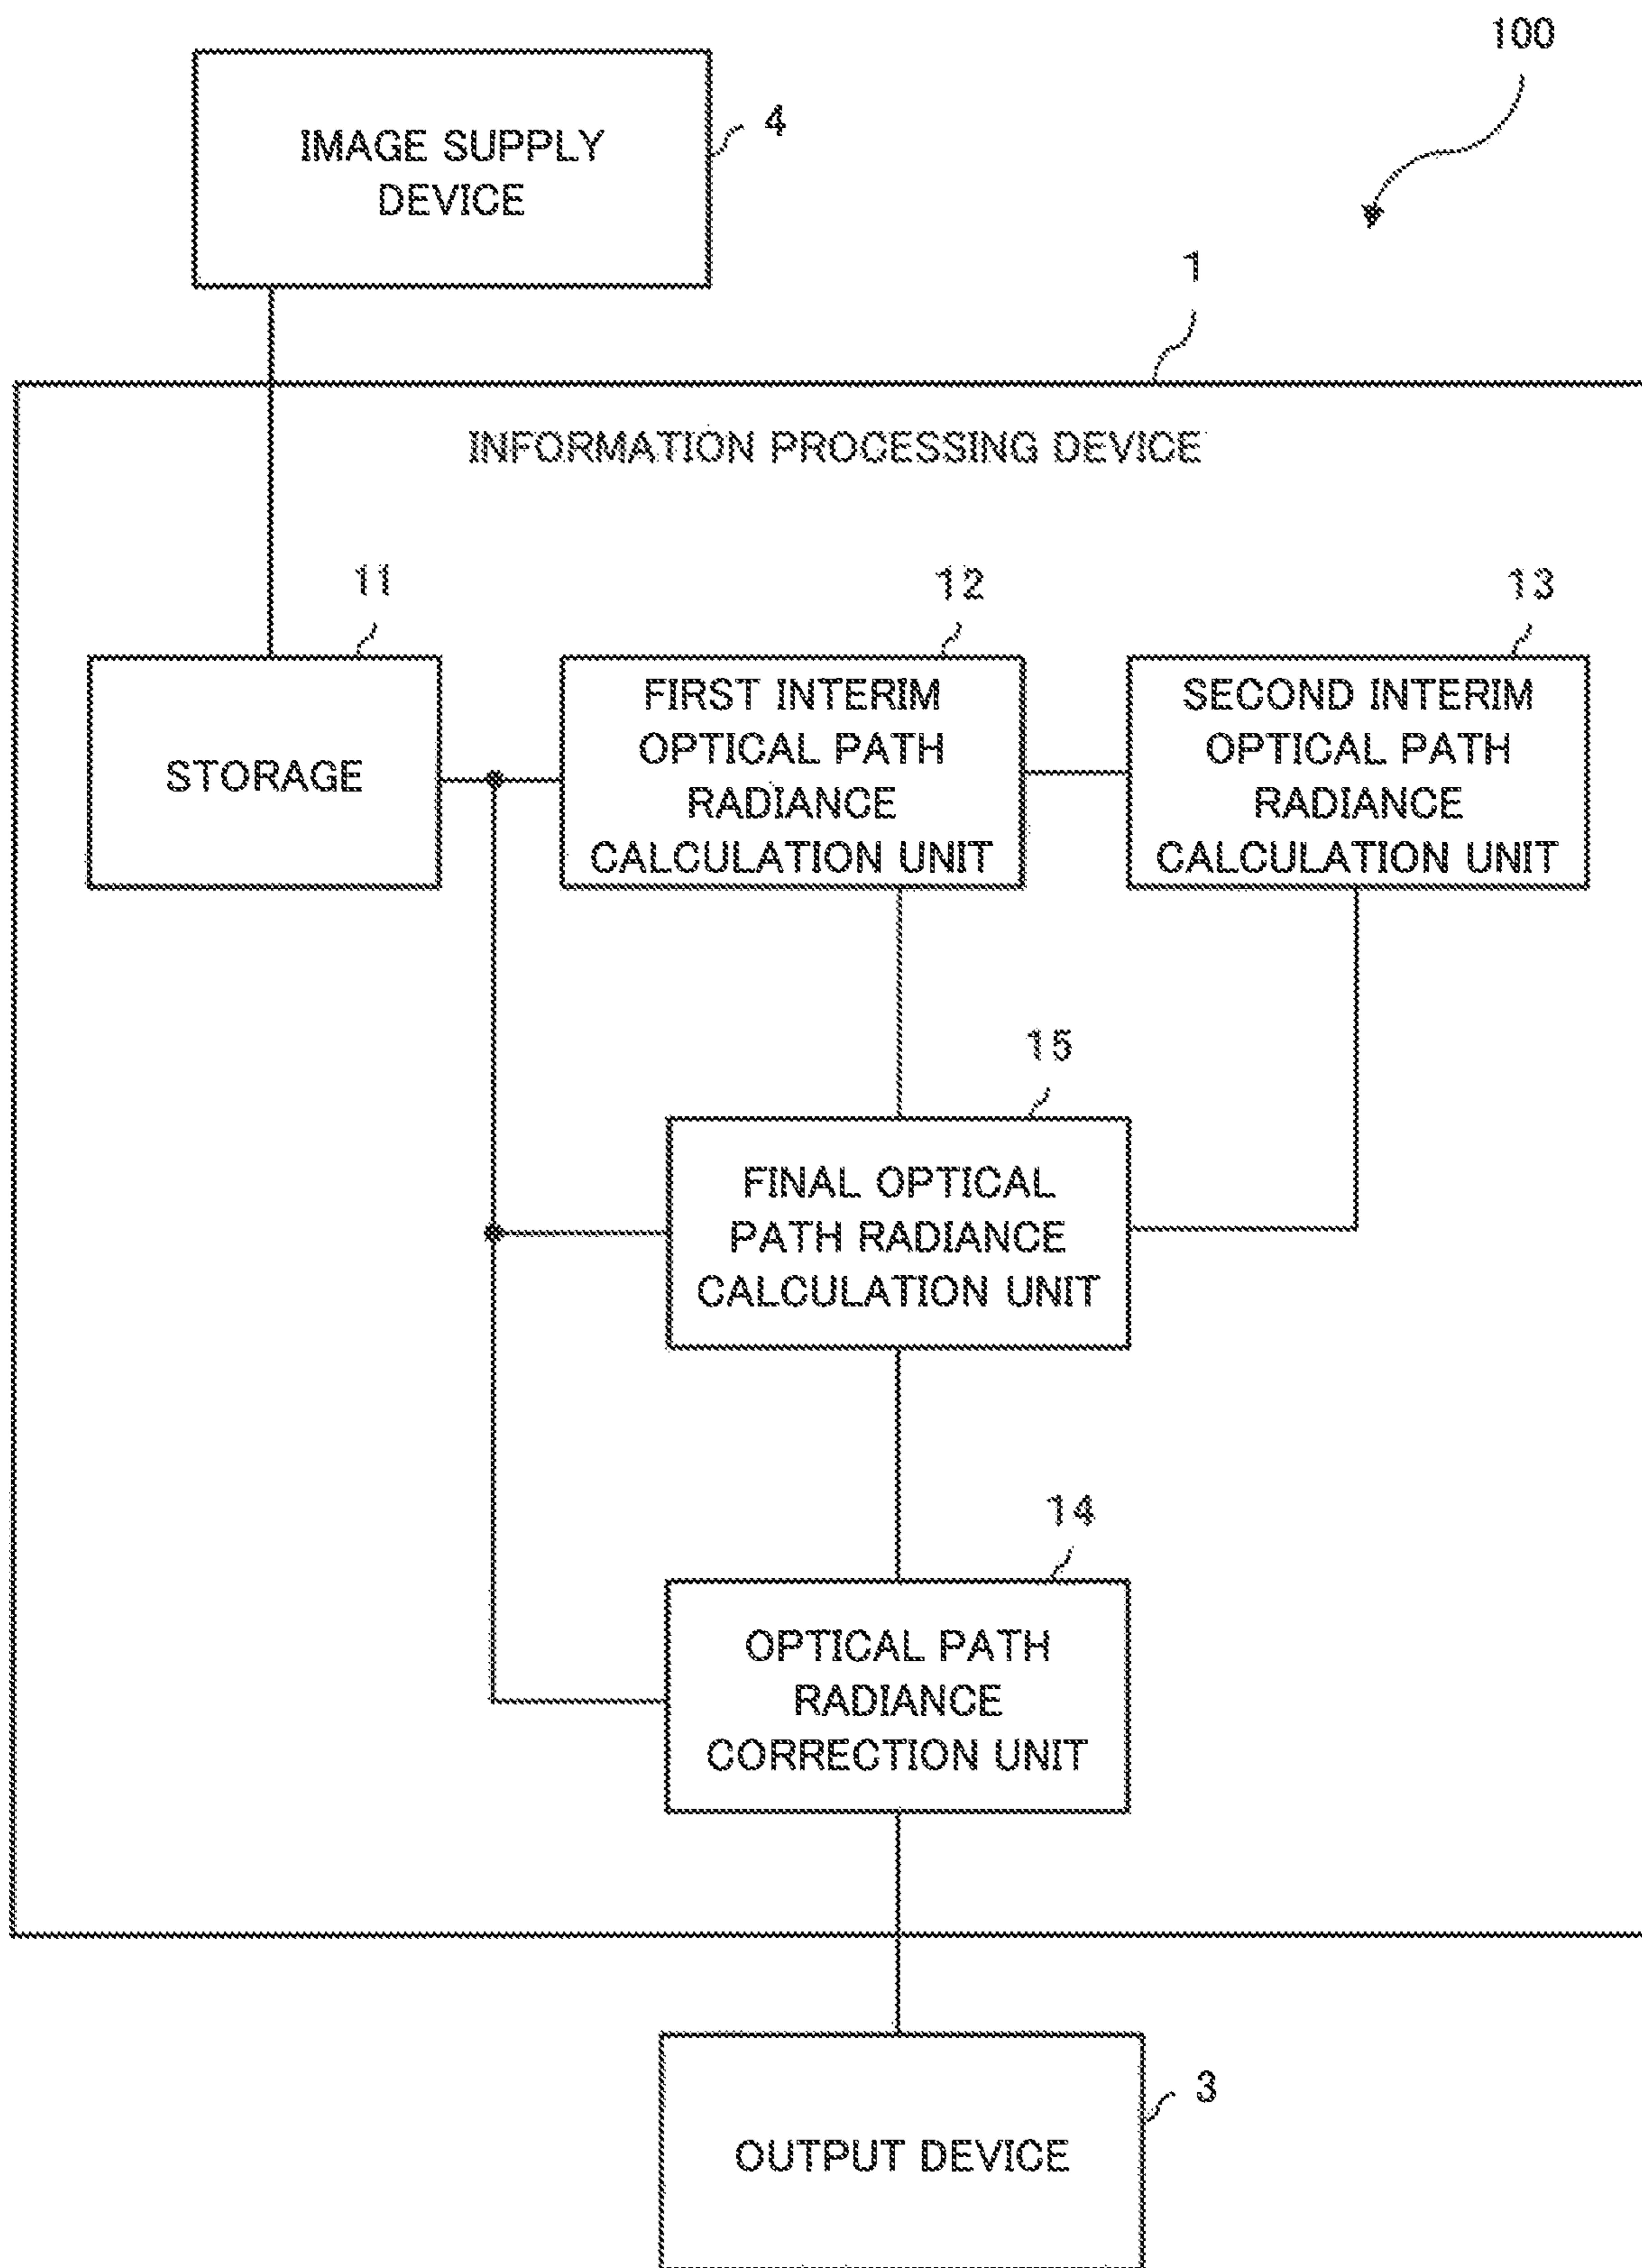 100
IMAGE SUPPLY
DEVICE
4
1
INFORMATION PROCESSING DEVICE
11
12
13
STORAGE
FIRST INTERIM
OPTICAL PATH
RADIANCE
CALCULATION UNIT
SECOND INTERIM
OPTICAL PATH
RADIANCE
CALCULATION UNIT
15
FINAL OPTICAL
PATH RADIANCE
CALCULATION UNIT
14
OPTICAL PATH
RADIANCE
CORRECTION UNIT
3
OUTPUT DEVICE